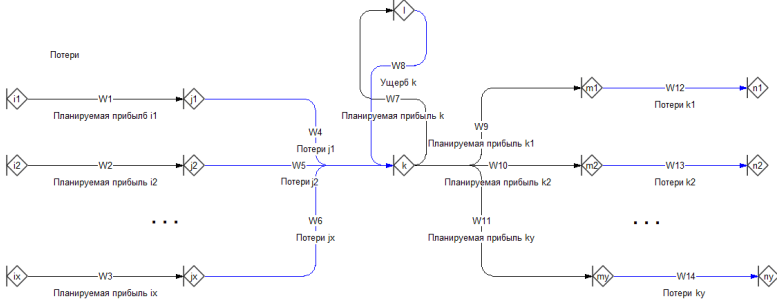 l
W8
Потери
Ущерб k
i1
W1
j1
W7
m1
W12
n1
Планируемая прибылб i1
Планируемая прибыль k
Потери k1
W4
W9
Потери j1
Планируемая прибыль k1
i2
W2
j2
W5
k
W10
m2
W13
n2
Планируемая прибыль i2
Потери j2
Планируемая прибыль k2
Потери k2
...
W6
W11
...
Потери jx
Планируемая прибыль ky
ix
W3
jx
my
W14
ny
Планируемая прибыль ix
Потери ky